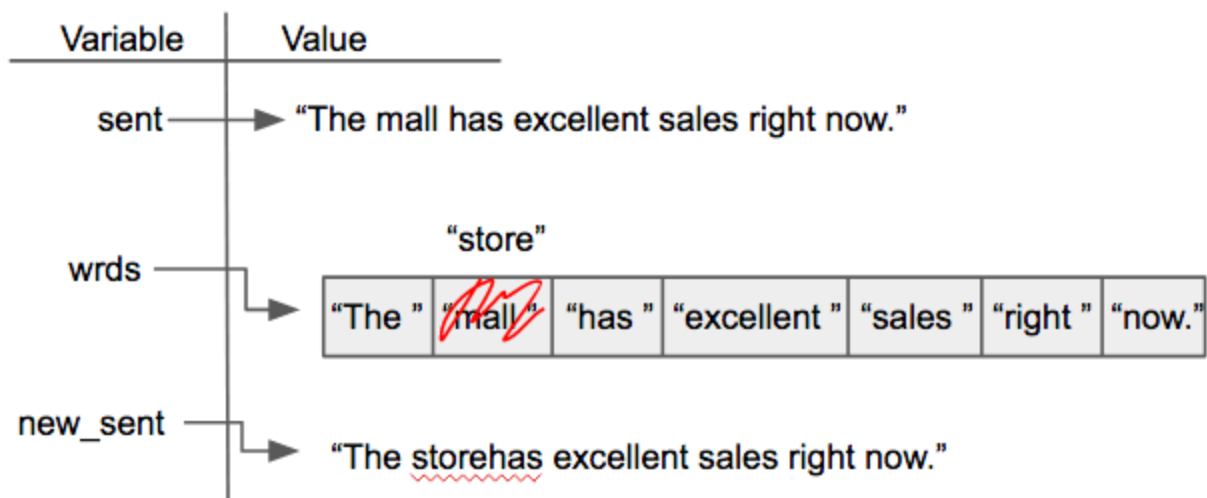 Variable Value
sent “The mall has excellent sales right now.”
“store”
wrds
“The ” “mall ” “has ” “excellent ” “sales ” “right ” “now.”
new_sent
“The storehas excellent sales right now.”